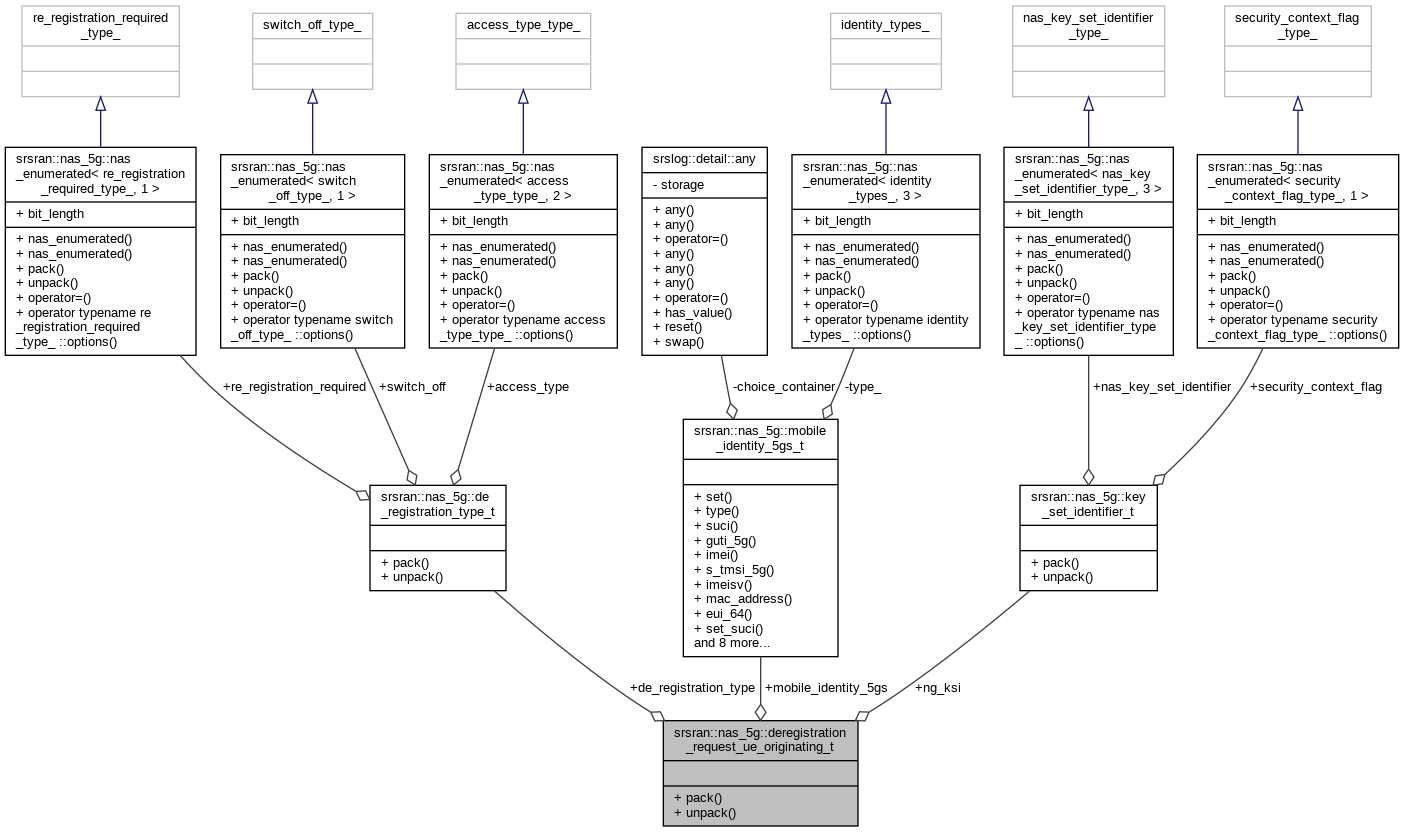 re_registration_required
_type_
switch_off_type_
access_type_type_
identity_types_
nas_key_set_identifier
_type_
security_context_flag
_type_
srsran::nas_5g::nas
_enumerated< re_registration
_required_type_, 1 >
+ bit_length
+ nas_enumerated()
+ nas_enumerated()
+ pack()
+ unpack()
+ operator=()
+ operator typename re
_registration_required
_type_ ::options()
srsran::nas_5g::nas
_enumerated< switch
_off_type_, 1 >
+ bit_length
+ nas_enumerated()
+ nas_enumerated()
+ pack()
+ unpack()
+ operator=()
+ operator typename switch
_off_type_ ::options()
srsran::nas_5g::nas
_enumerated< access
_type_type_, 2 >
+ bit_length
+ nas_enumerated()
+ nas_enumerated()
+ pack()
+ unpack()
+ operator=()
+ operator typename access
_type_type_ ::options()
srslog::detail::any
- storage
+ any()
+ any()
+ operator=()
+ any()
+ any()
+ any()
+ operator=()
+ has_value()
+ reset()
+ swap()
srsran::nas_5g::nas
_enumerated< identity
_types_, 3 >
+ bit_length
+ nas_enumerated()
+ nas_enumerated()
+ pack()
+ unpack()
+ operator=()
+ operator typename identity
_types_ ::options()
srsran::nas_5g::nas
_enumerated< nas_key
_set_identifier_type_, 3 >
+ bit_length
+ nas_enumerated()
+ nas_enumerated()
+ pack()
+ unpack()
+ operator=()
+ operator typename nas
_key_set_identifier_type
_ ::options()
srsran::nas_5g::nas
_enumerated< security
_context_flag_type_, 1 >
+ bit_length
+ nas_enumerated()
+ nas_enumerated()
+ pack()
+ unpack()
+ operator=()
+ operator typename security
_context_flag_type_ ::options()
+re_registration_required
+switch_off
+access_type
-choice_container
-type_
+nas_key_set_identifier
+security_context_flag
srsran::nas_5g::de
_registration_type_t
+ pack()
+ unpack()
srsran::nas_5g::mobile
_identity_5gs_t
+ set()
+ type()
+ suci()
+ guti_5g()
+ imei()
+ s_tmsi_5g()
+ imeisv()
+ mac_address()
+ eui_64()
+ set_suci()
and 8 more...
srsran::nas_5g::key
_set_identifier_t
+ pack()
+ unpack()
+de_registration_type
+mobile_identity_5gs
+ng_ksi
srsran::nas_5g::deregistration
_request_ue_originating_t
+ pack()
+ unpack()